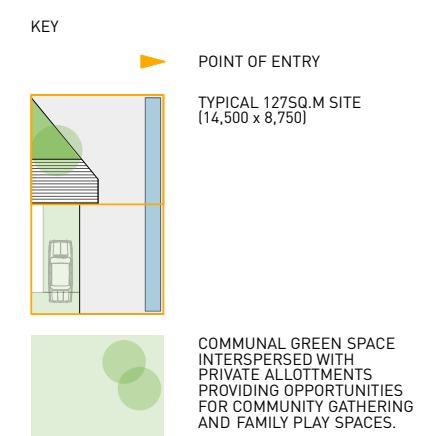 KEY
POINT OF ENTRY
TYPICAL 127SQ.M SITE
(14,500 x 8,750)
COMMUNAL GREEN SPACE
INTERSPERSED WITH
PRIVATE ALLOTTMENTS
PROVIDING OPPORTUNITIES
FOR COMMUNITY GATHERING
AND FAMILY PLAY SPACES.